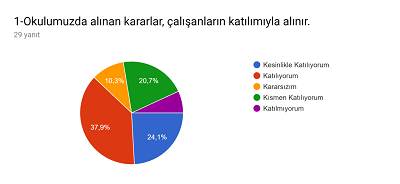 1-Okulumuzda alınan kararlar, çalışanların katılımıyla alınır.
29 yanıt
Kesinlikle Katılıyorum
Katılıyorum
Kararsızım
Kısmen Katılıyorum
Katılmıyorum
10,3%
20,7%
37,9%
24,1%